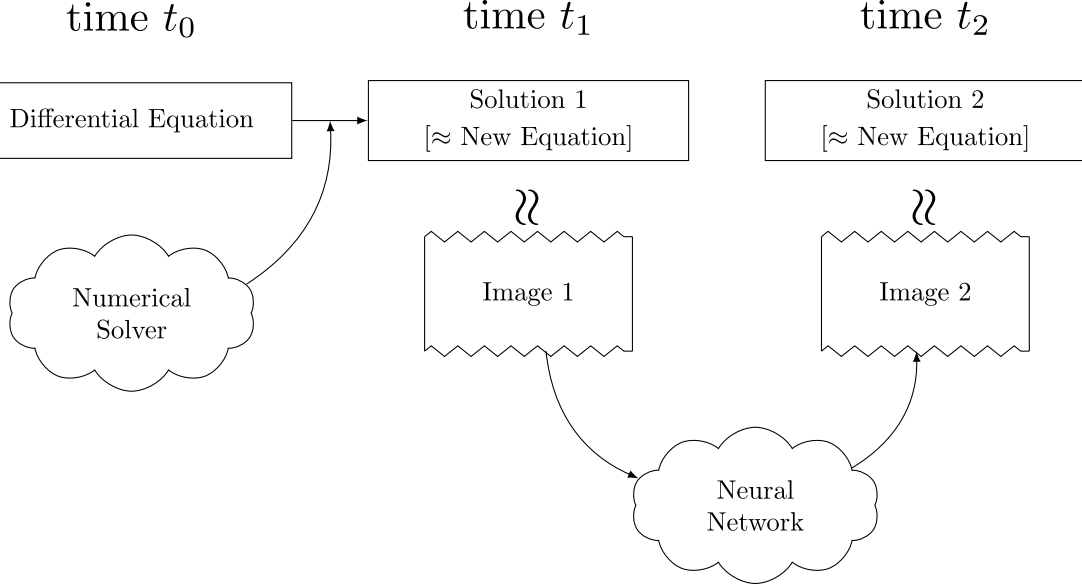 time t₀
time t₁
time t₂
Differential Equation
Solution 1
[≈ New Equation]
Solution 2
[≈ New Equation]
≈
≈
Image 1
Image 2
Numerical
Solver
Neural
Network